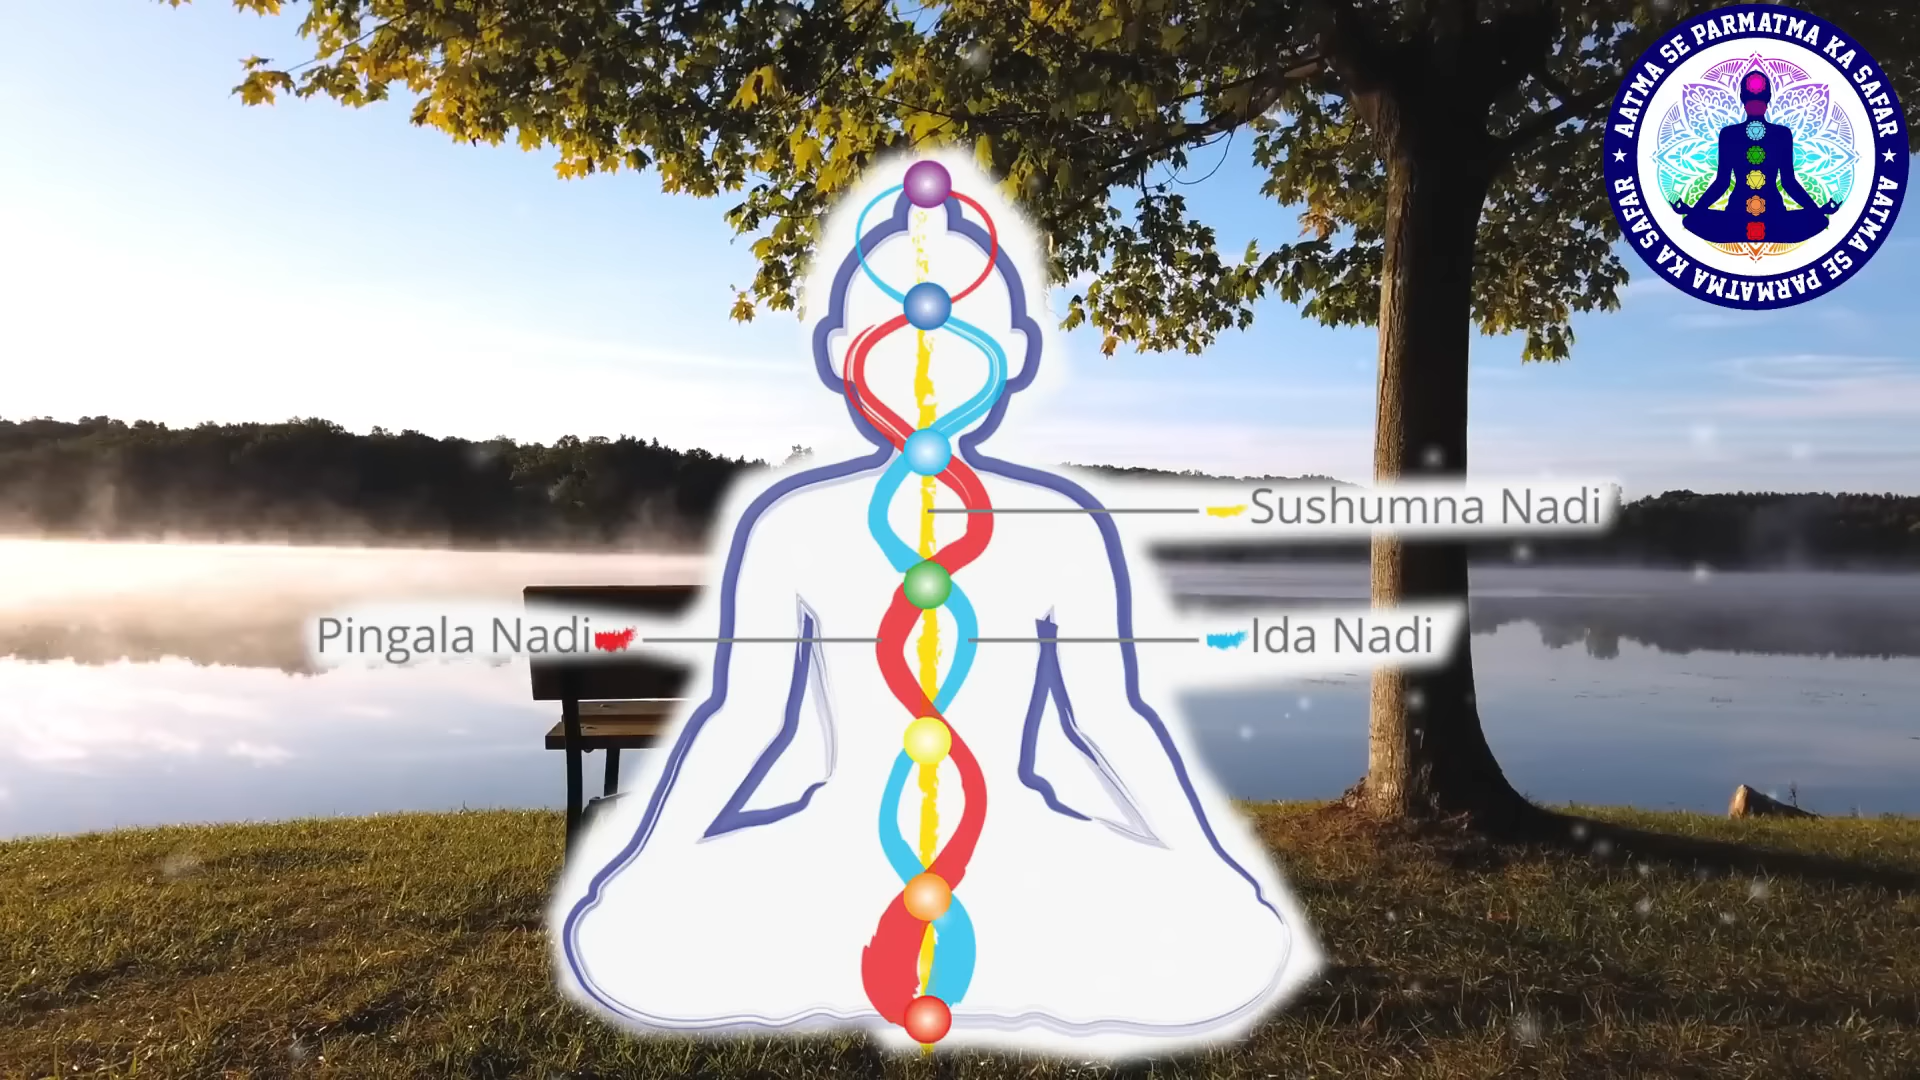 AATMA SE PARMATMA KA SAFAR
AATMA SE PARMATMA KA SAFAR
Sushumna Nadi
Pingala Nadi
Ida Nadi